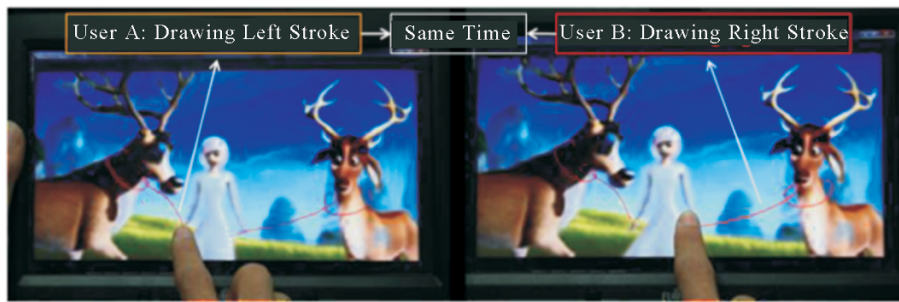 User A: Drawing Left Stroke
Same Time
User B: Drawing Right Stroke